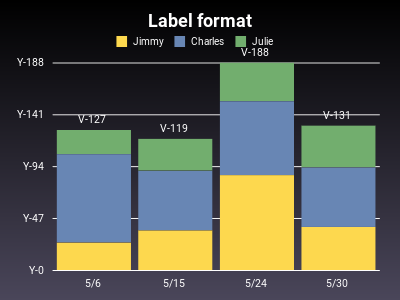 Label format
Jimmy Charles Julie
V-188
Y-188
Y-141
V-127
V-119
V-131
Y-94
Y-47
Y-0
5/6 5/15 5/24 5/30